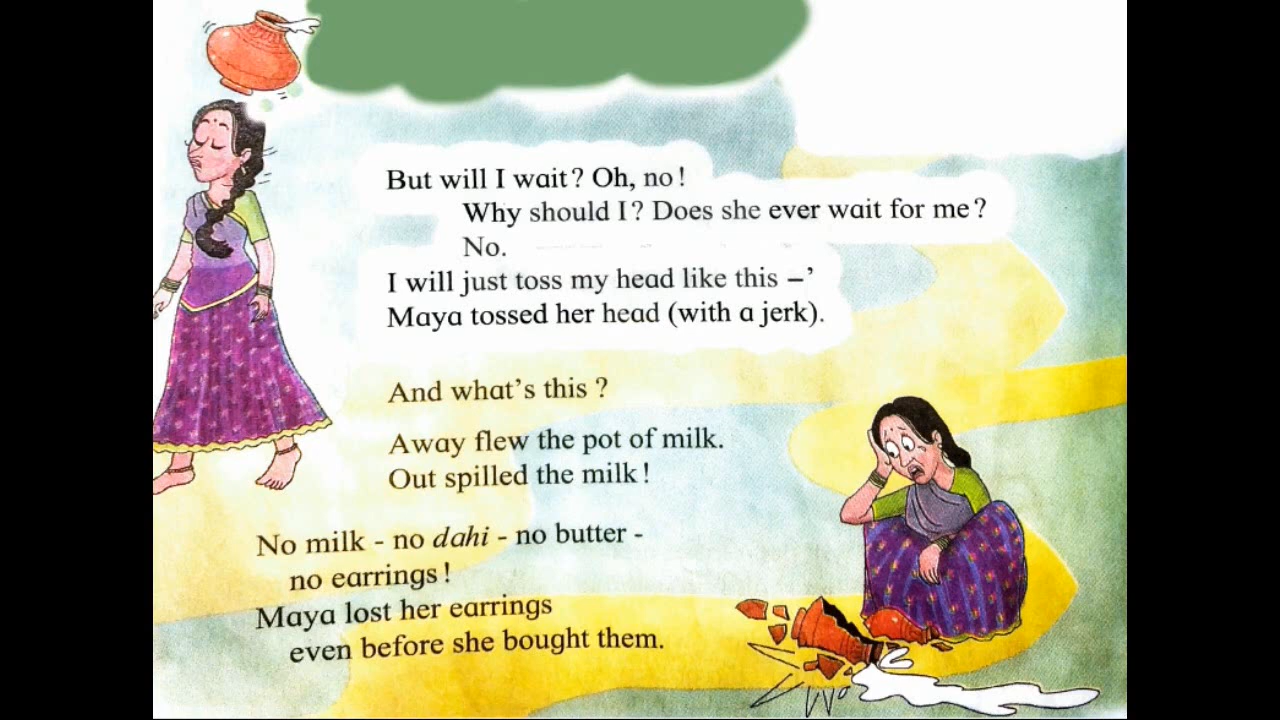 But will I wait? Oh, no!
Why should I? Does she ever wait for me?
No.
I will just toss my head like this –’
Maya tossed her head (with a jerk).
And what’s this?
Away flew the pot of milk.
Out spilled the milk!
No milk - no dahi - no butter -
no earrings!
Maya lost her earrings
even before she bought them.